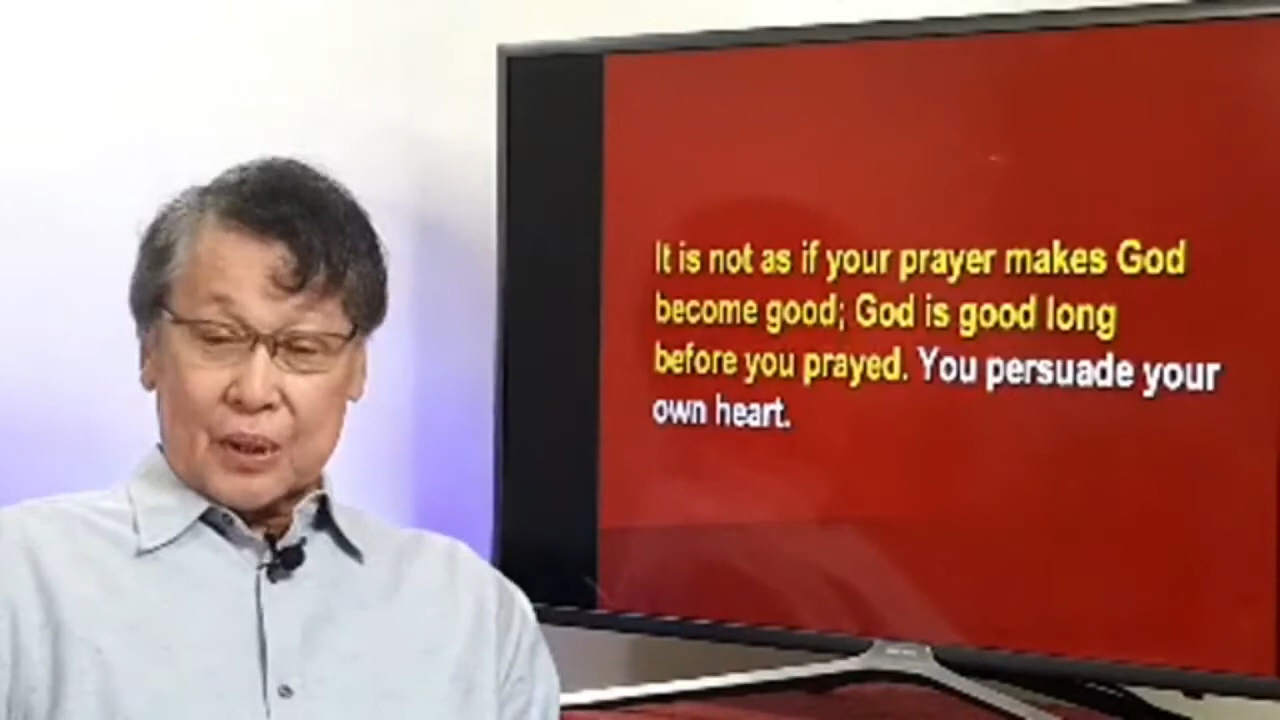 It is not as if your prayer makes God
become good; God is good long
before you prayed. You persuade your
own heart.